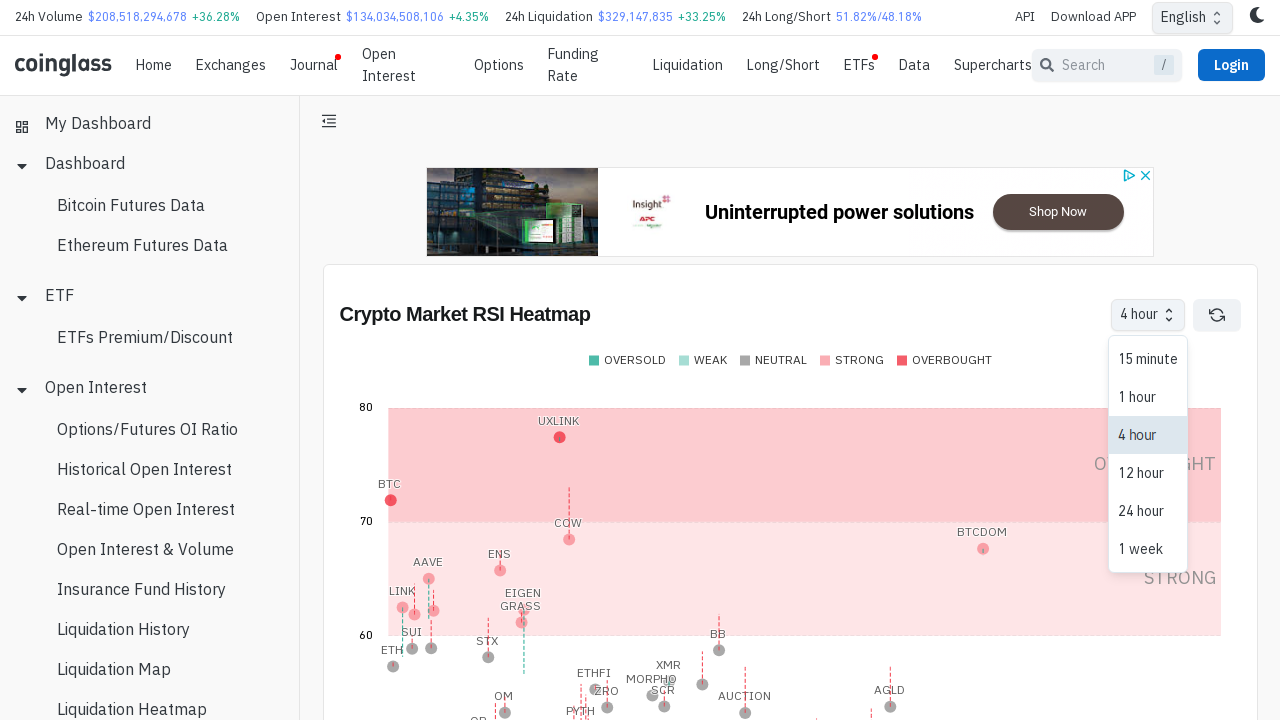 24h Volume $208,518,294,678 +36.28% Open Interest $134,034,508,106 +4.35% 24h Liquidation $329,147,835 +33.25% 24h Long/Short 51.82%/48.18% API Download APP English
coinglass Home Exchanges Journal Open Interest Options Funding Rate Liquidation Long/Short ETFs Data Supercharts Search / Login
My Dashboard
Dashboard
Bitcoin Futures Data
Ethereum Futures Data
ETF
ETFs Premium/Discount
Open Interest
Options/Futures OI Ratio
Historical Open Interest
Real-time Open Interest
Open Interest & Volume
Insurance Fund History
Liquidation History
Liquidation Map
Liquidation Heatmap
Insight
APC
Uninterrupted power solutions
Shop Now
Crypto Market RSI Heatmap
4 hour
15 minute
1 hour
4 hour
12 hour
24 hour
1 week
OVERSOLD WEAK NEUTRAL STRONG OVERBOUGHT
80
UXLINK
BTC
70
COW
BTCDOM
ENS
AAVE
STRONG
LINK
EIGEN
GRASS
60
SUI
BB
STX
ETH
XMR
ETHFI
MORPHO
ZRO
SCR
OM
AUCTION
AGLD
PYTH